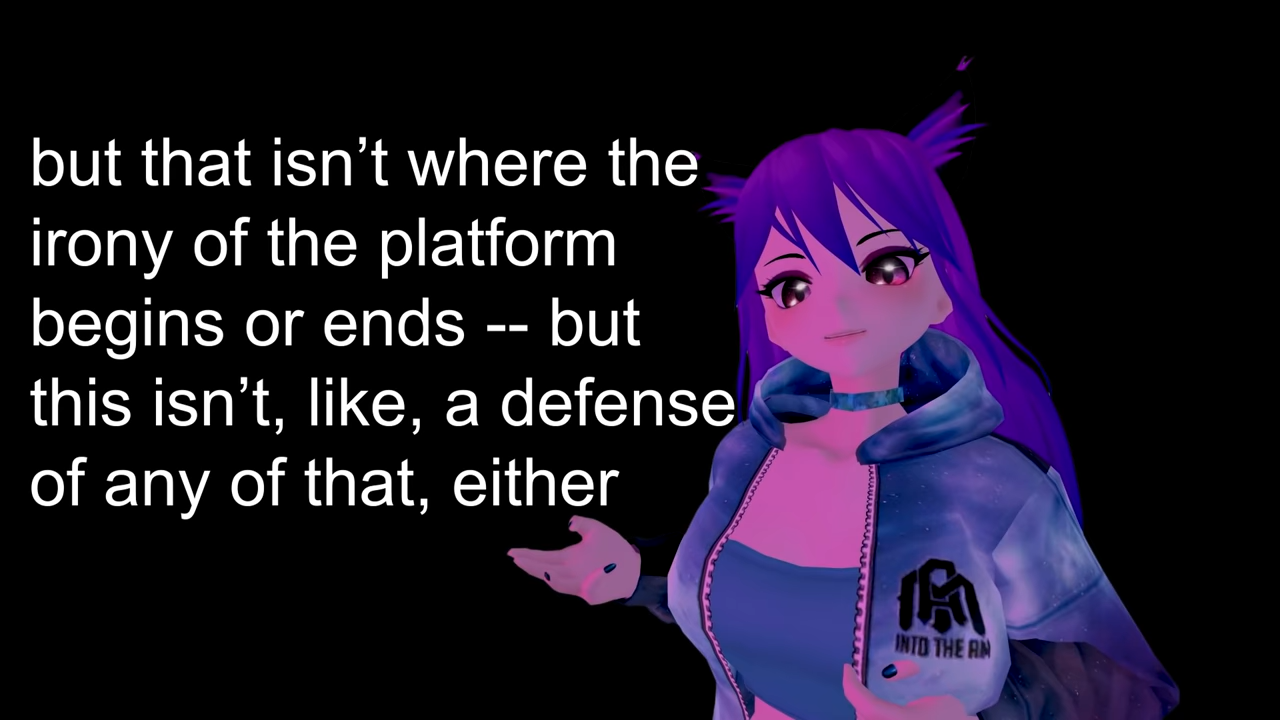 but that isn’t where the
irony of the platform
begins or ends -- but
this isn’t, like, a defense
of any of that, either
INTO THE AM